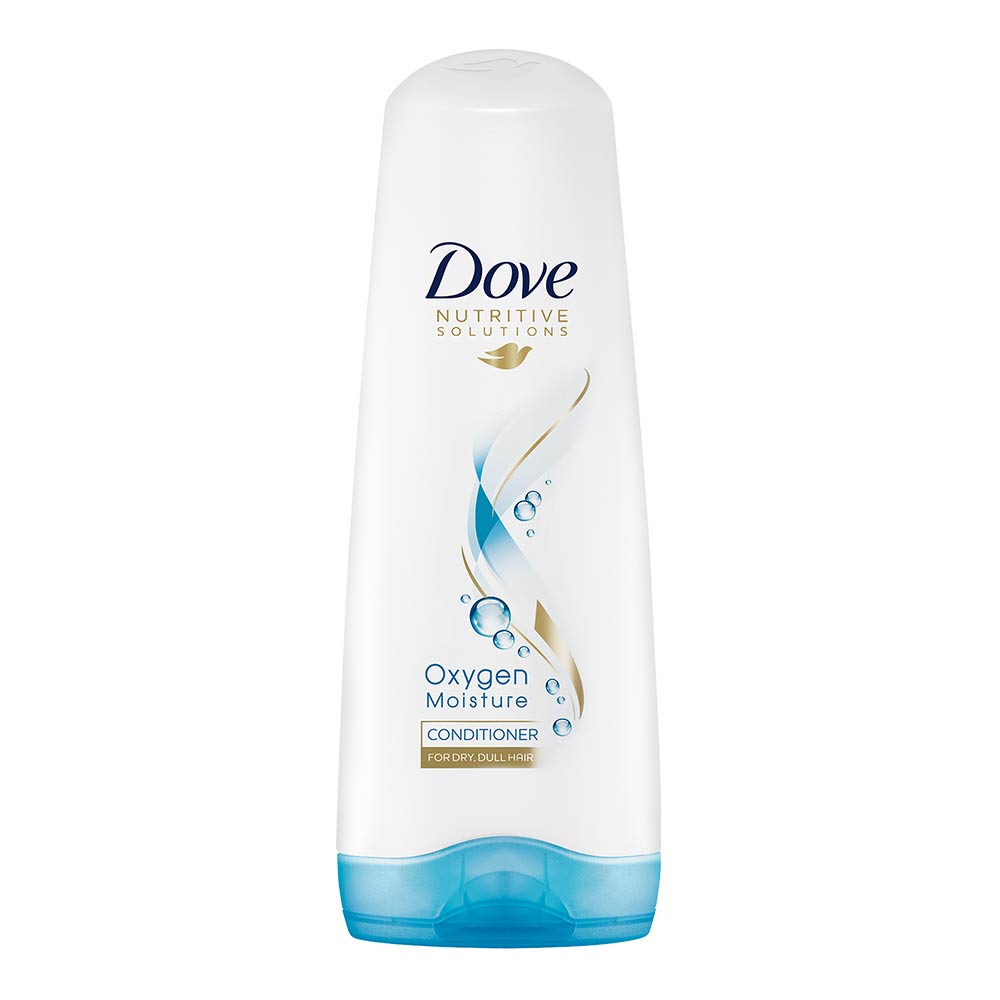 Dove
NUTRITIVE
SOLUTIONS
Oxygen
Moisture
CONDITIONER
FOR DRY, DULL HAIR